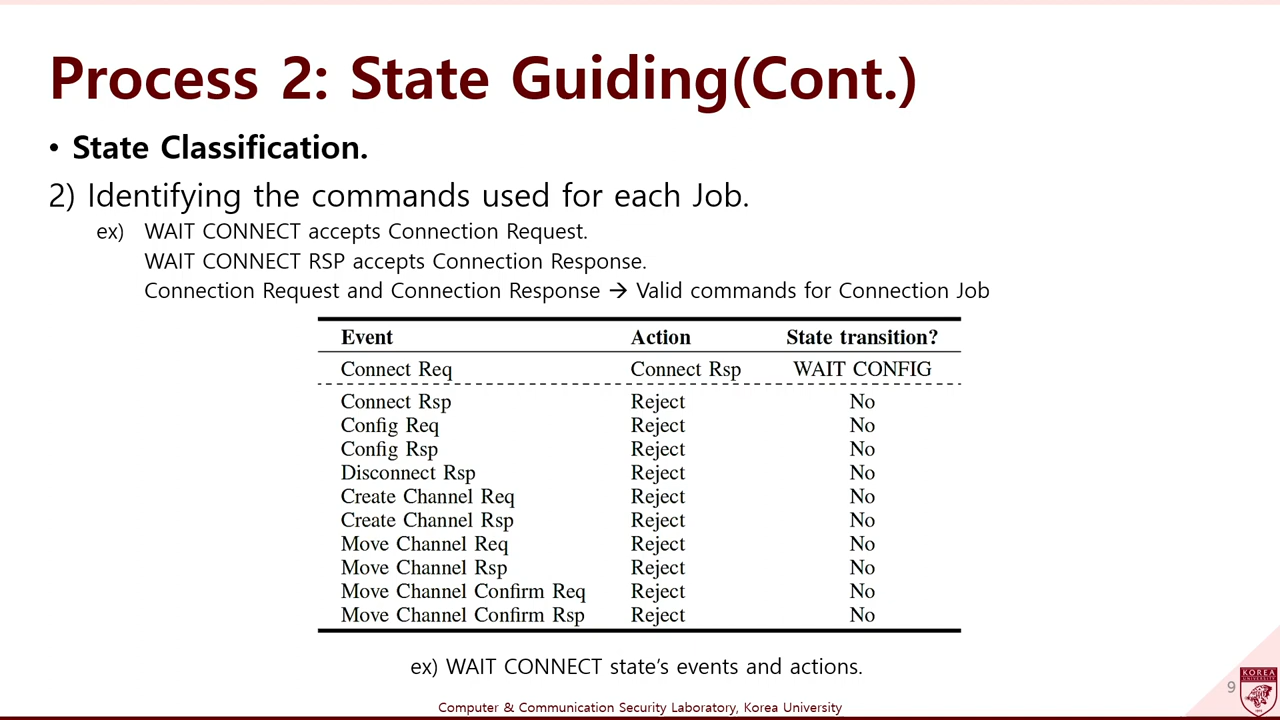 Process 2: State Guiding(Cont.)
• State Classification.
2) Identifying the commands used for each Job.
ex) WAIT CONNECT accepts Connection Request.
WAIT CONNECT RSP accepts Connection Response.
Connection Request and Connection Response → Valid commands for Connection Job
Event Action State transition?
Connect Req Connect Rsp WAIT CONFIG
Connect Rsp Reject No
Config Req Reject No
Config Rsp Reject No
Disconnect Rsp Reject No
Create Channel Req Reject No
Create Channel Rsp Reject No
Move Channel Req Reject No
Move Channel Rsp Reject No
Move Channel Confirm Req Reject No
Move Channel Confirm Rsp Reject No
ex) WAIT CONNECT state’s events and actions.
9
KOREA
UNIVERSITY
Computer & Communication Security Laboratory, Korea University